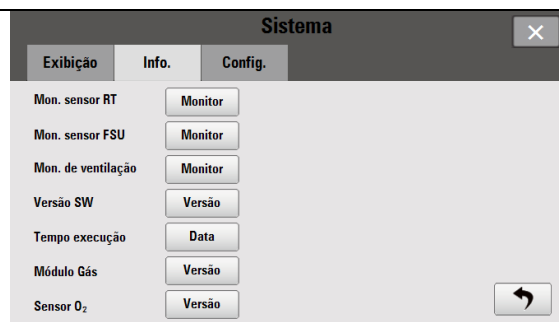 Sistema
Exibição Info. Config.
Mon. sensor RT Monitor
Mon. sensor FSU Monitor
Mon. de ventilação Monitor
Versão SW Versão
Tempo execução Data
Módulo Gás Versão
Sensor O₂ Versão